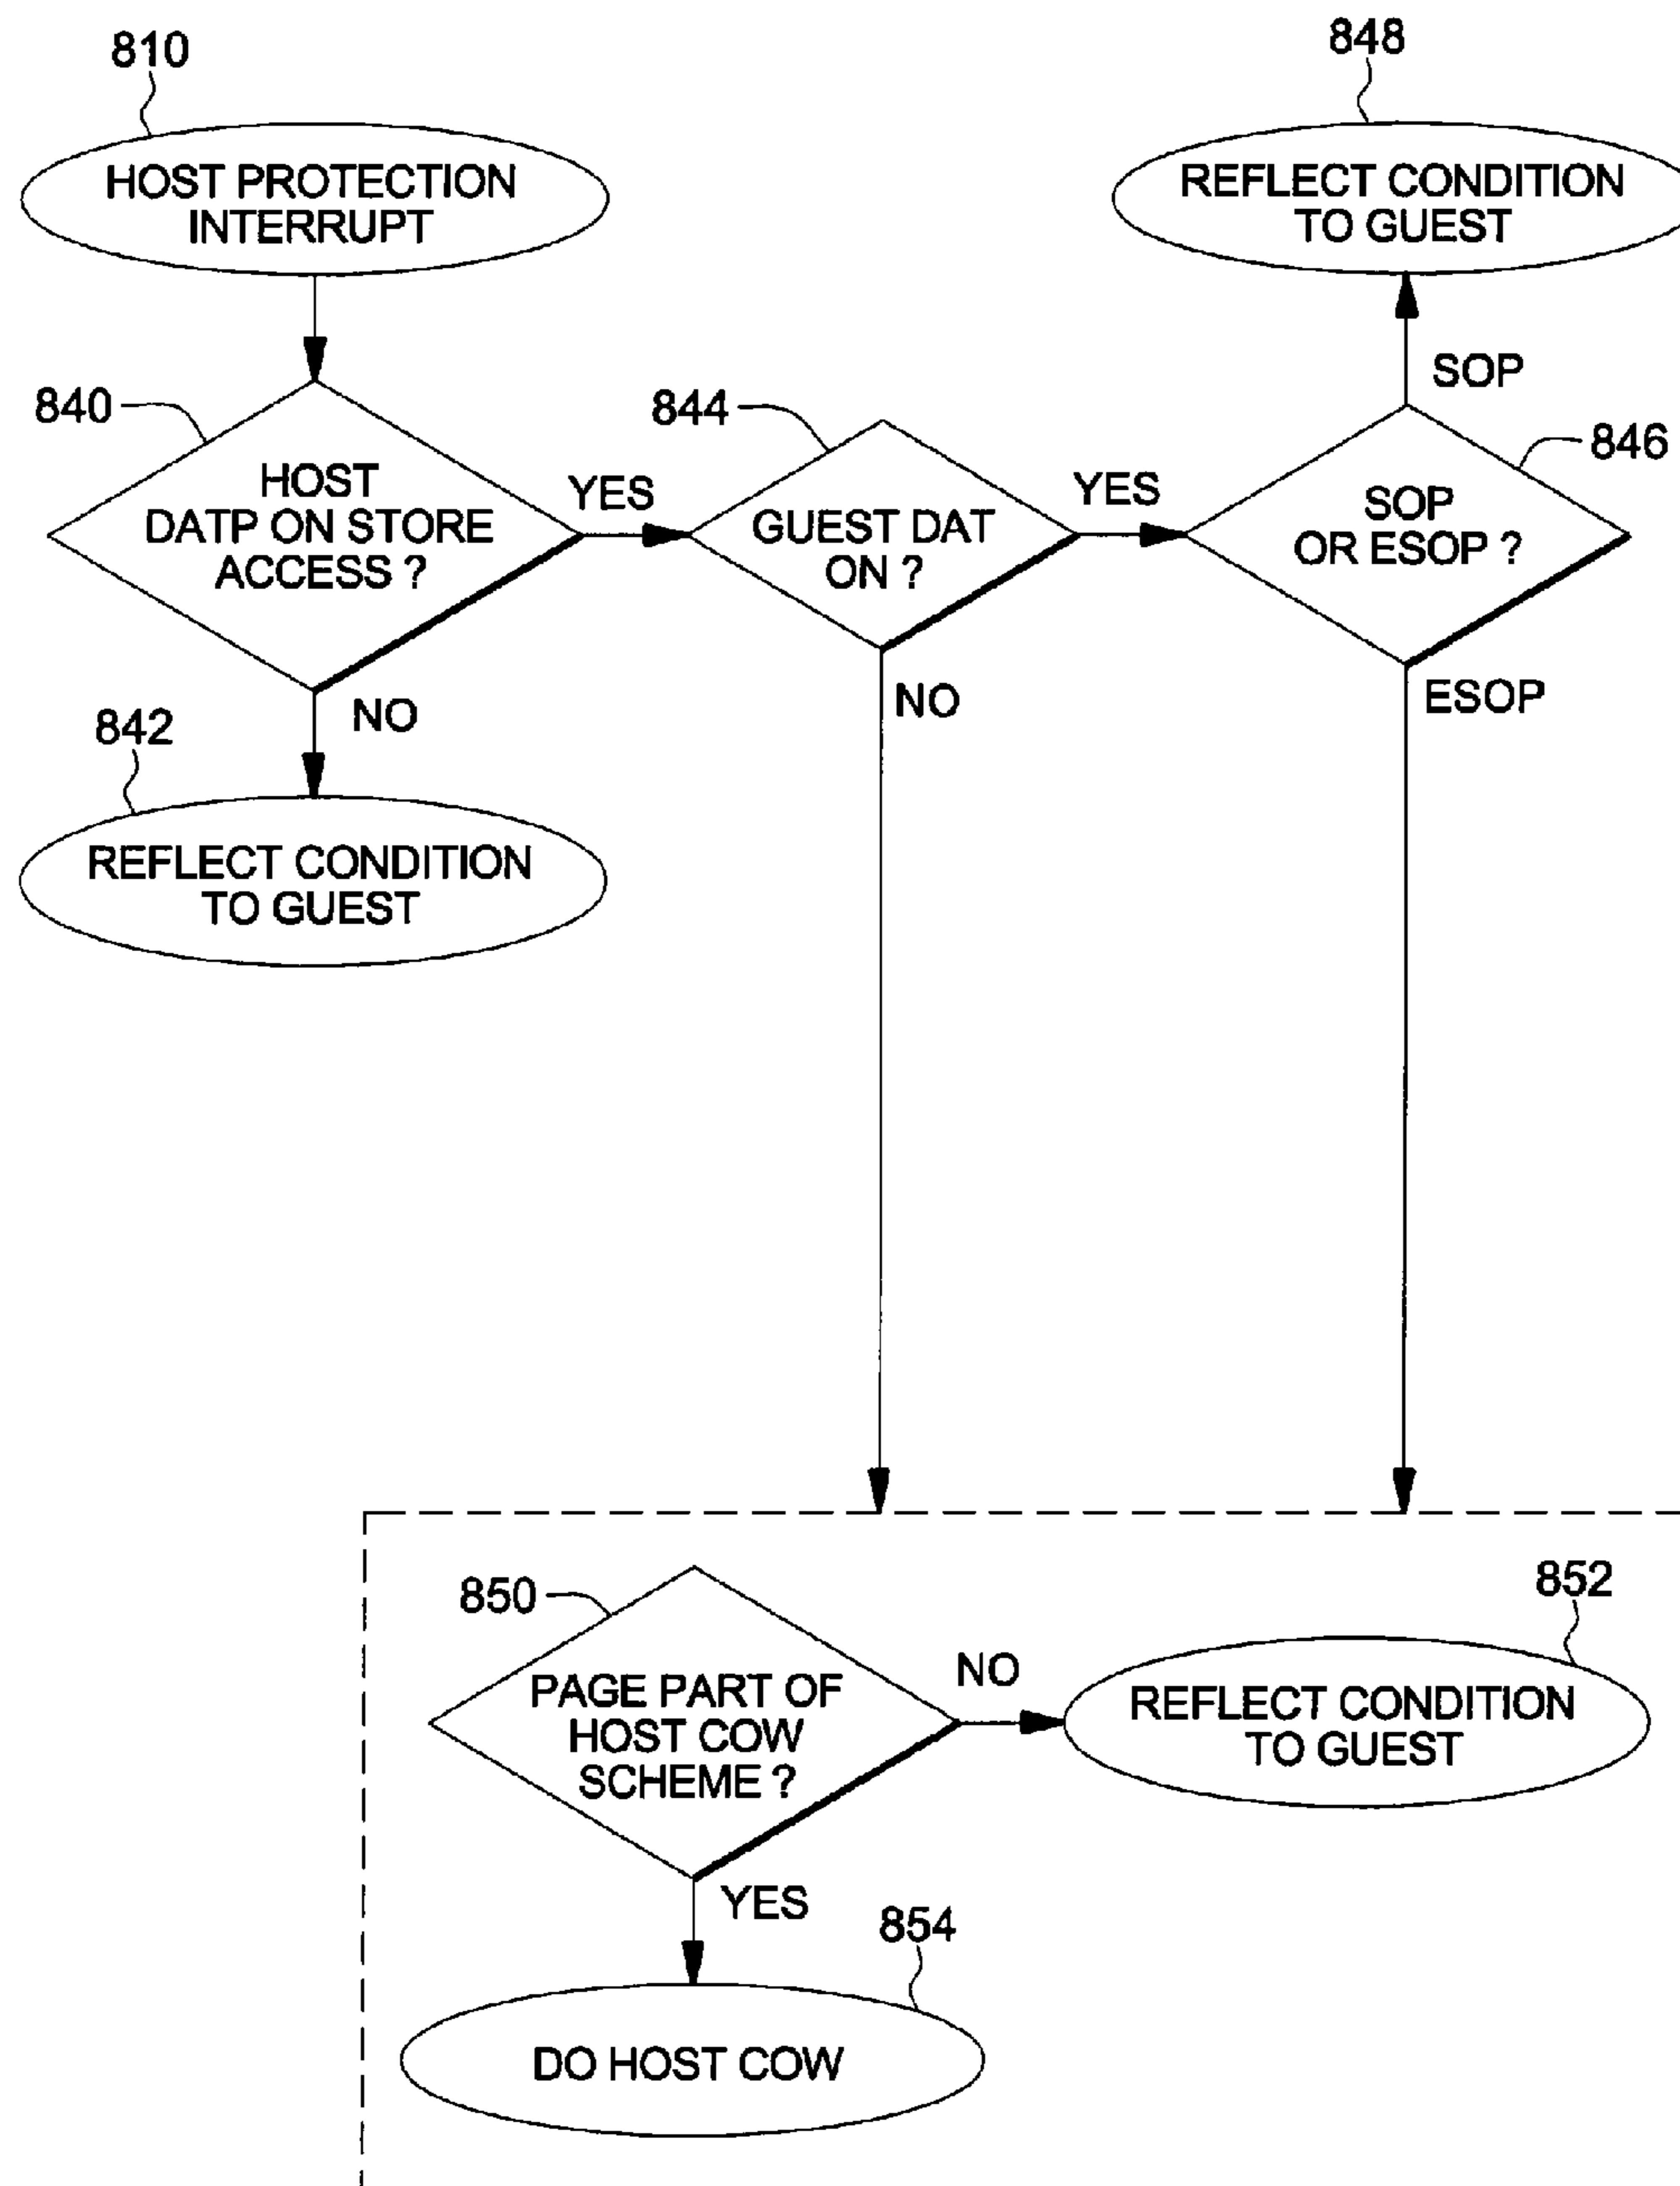 810
HOST PROTECTION
INTERRUPT
848
REFLECT CONDITION
TO GUEST
SOP
840
HOST
DATP ON STORE
ACCESS ?
YES
844
GUEST DAT
ON ?
YES
846
SOP
OR ESOP ?
NO
NO
ESOP
842
REFLECT CONDITION
TO GUEST
850
PAGE PART OF
HOST COW
SCHEME ?
NO
852
REFLECT CONDITION
TO GUEST
YES
854
DO HOST COW